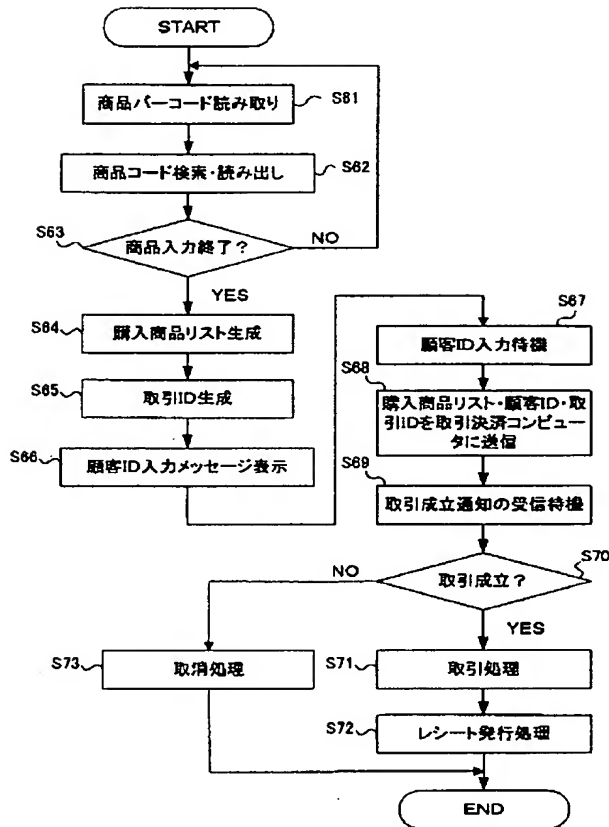 START
商品バーコード読み取り
S61
商品コード検索・読み出し
S62
S63
商品入力終了？
NO
YES
S64
購入商品リスト生成
S65
取引ID生成
S66
顧客ID入力メッセージ表示
S67
顧客ID入力待機
S68
購入商品リスト・顧客ID・取
引IDを取引決済コンピュー
タに送信
S69
取引成立通知の受信待機
S70
取引成立？
NO
YES
S73
取消処理
S71
取引処理
S72
レシート発行処理
END